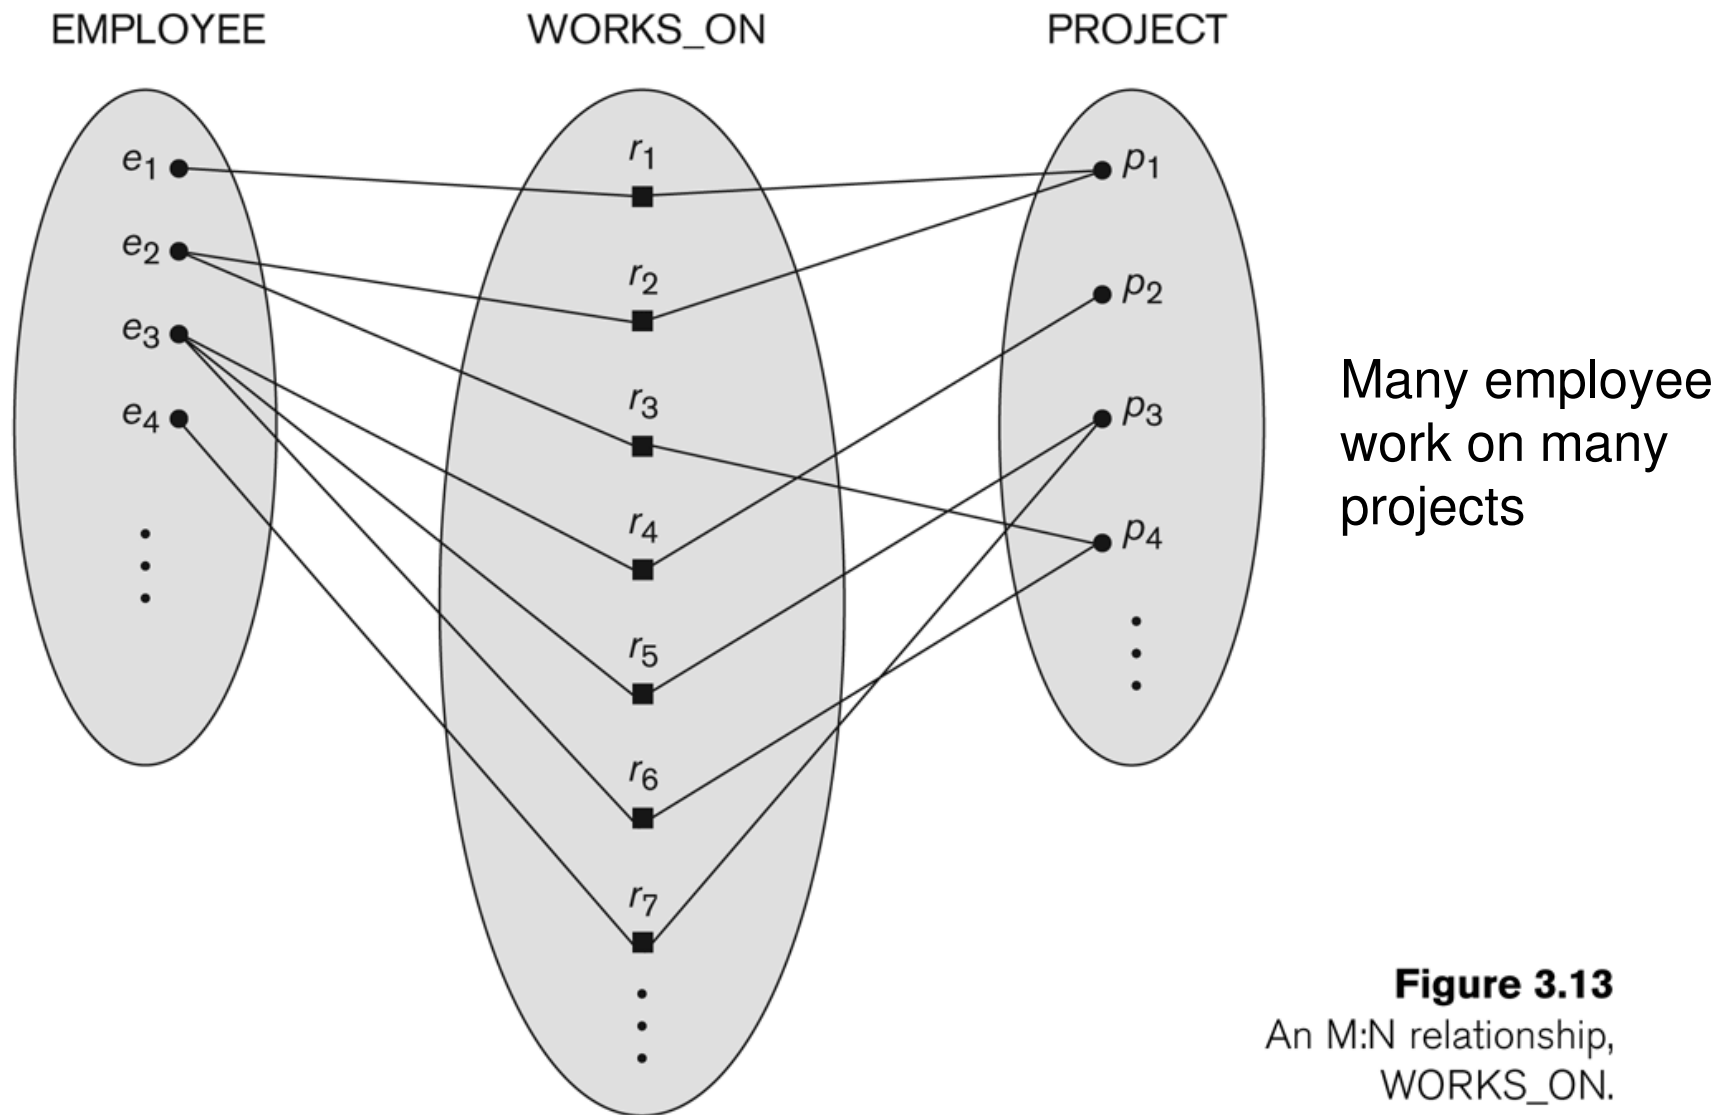 EMPLOYEE
WORKS_ON
PROJECT
e1
e2
e3
e4
r1
r2
r3
r4
r5
r6
r7
p1
p2
p3
p4
Many employee
work on many
projects
Figure 3.13
An M:N relationship,
WORKS_ON.